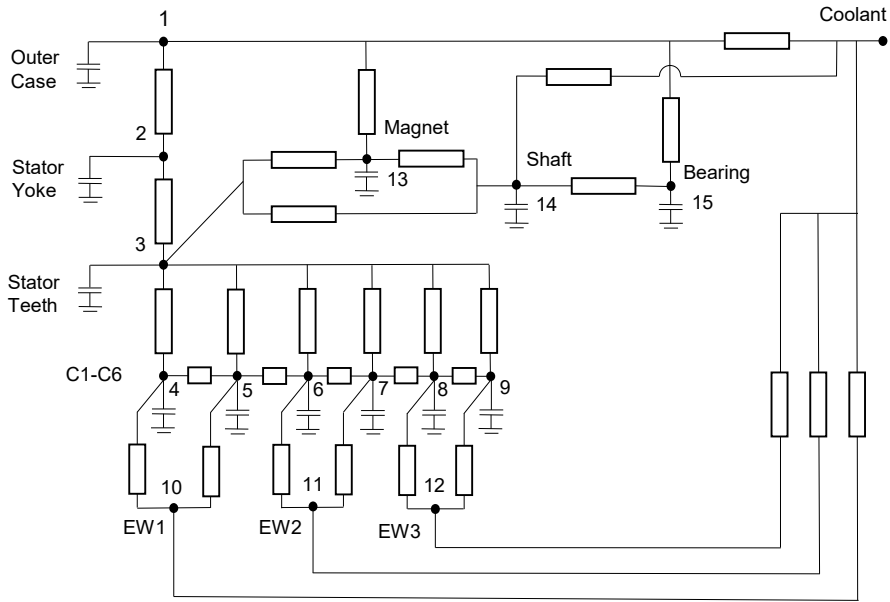 1
Coolant
Outer
Case
2
Magnet
Shaft
Bearing
Stator
Yoke
13
14
15
3
Stator
Teeth
C1-C6
4
5
6
7
8
9
10
11
12
EW1
EW2
EW3